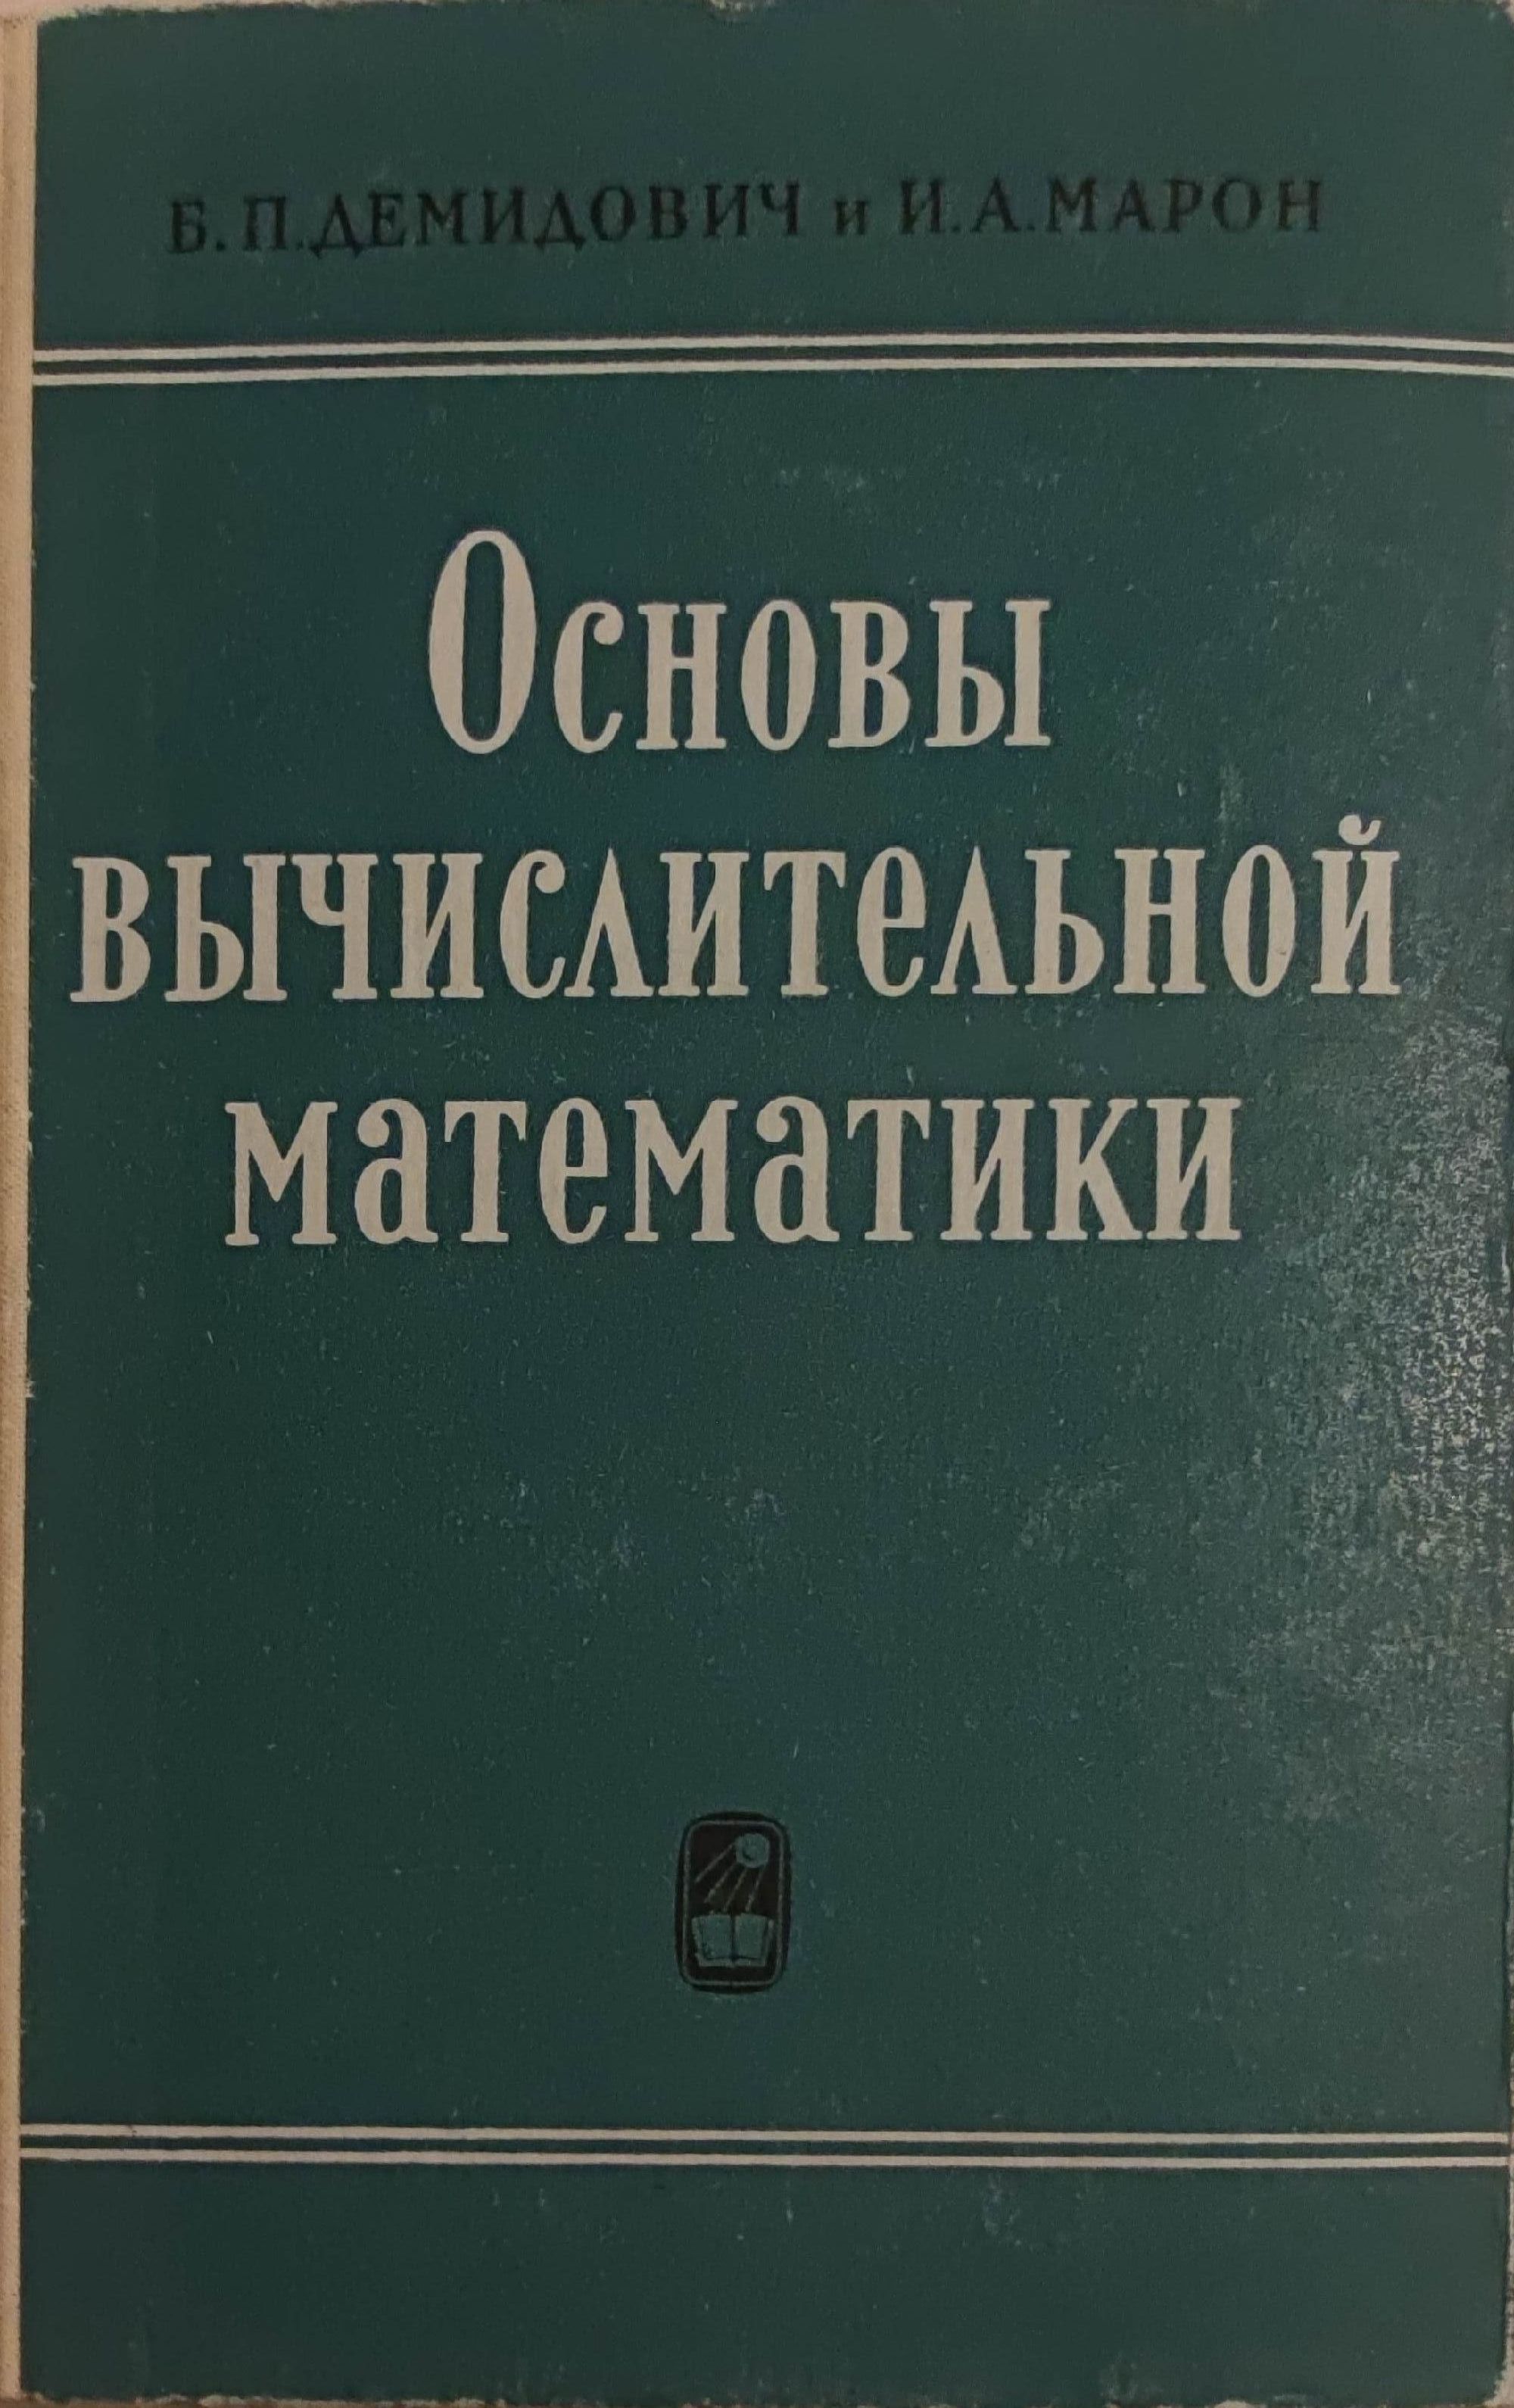 Б. П. ДЕМИДОВИЧ и И. А. МАРОН
Основы
вычислительной
математики